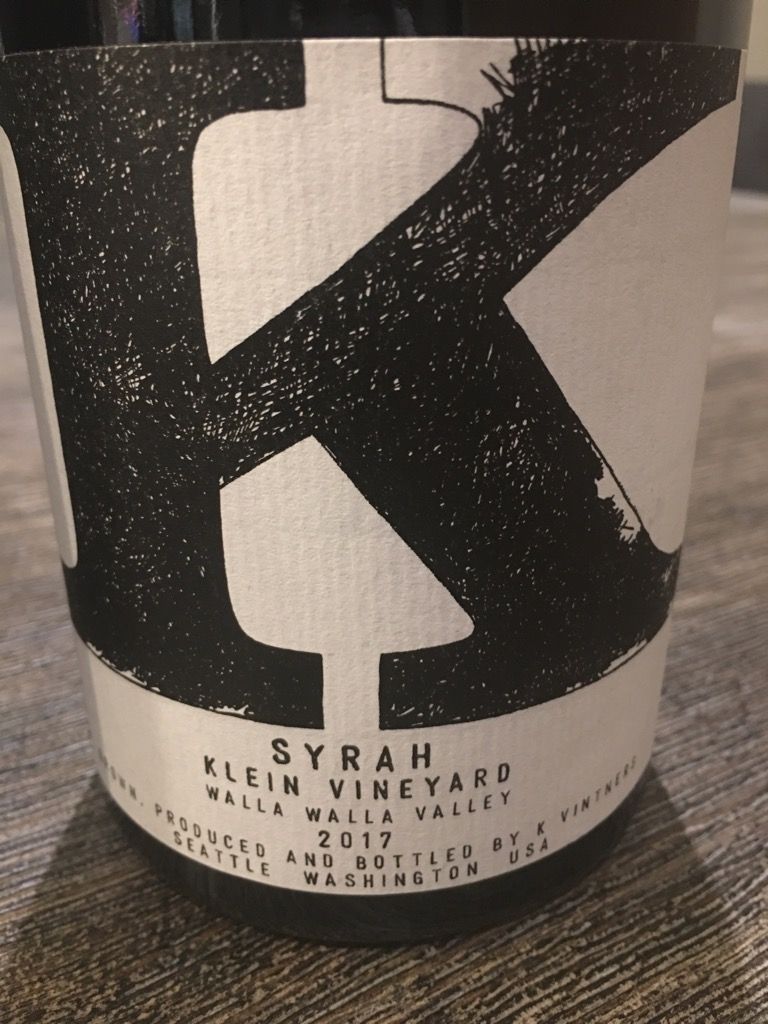 K
SYRAH
KLEIN VINEYARD
WALLA WALLA VALLEY
2017
PRODUCED AND BOTTLED BY K VINTNERS
SEATTLE WASHINGTON USA